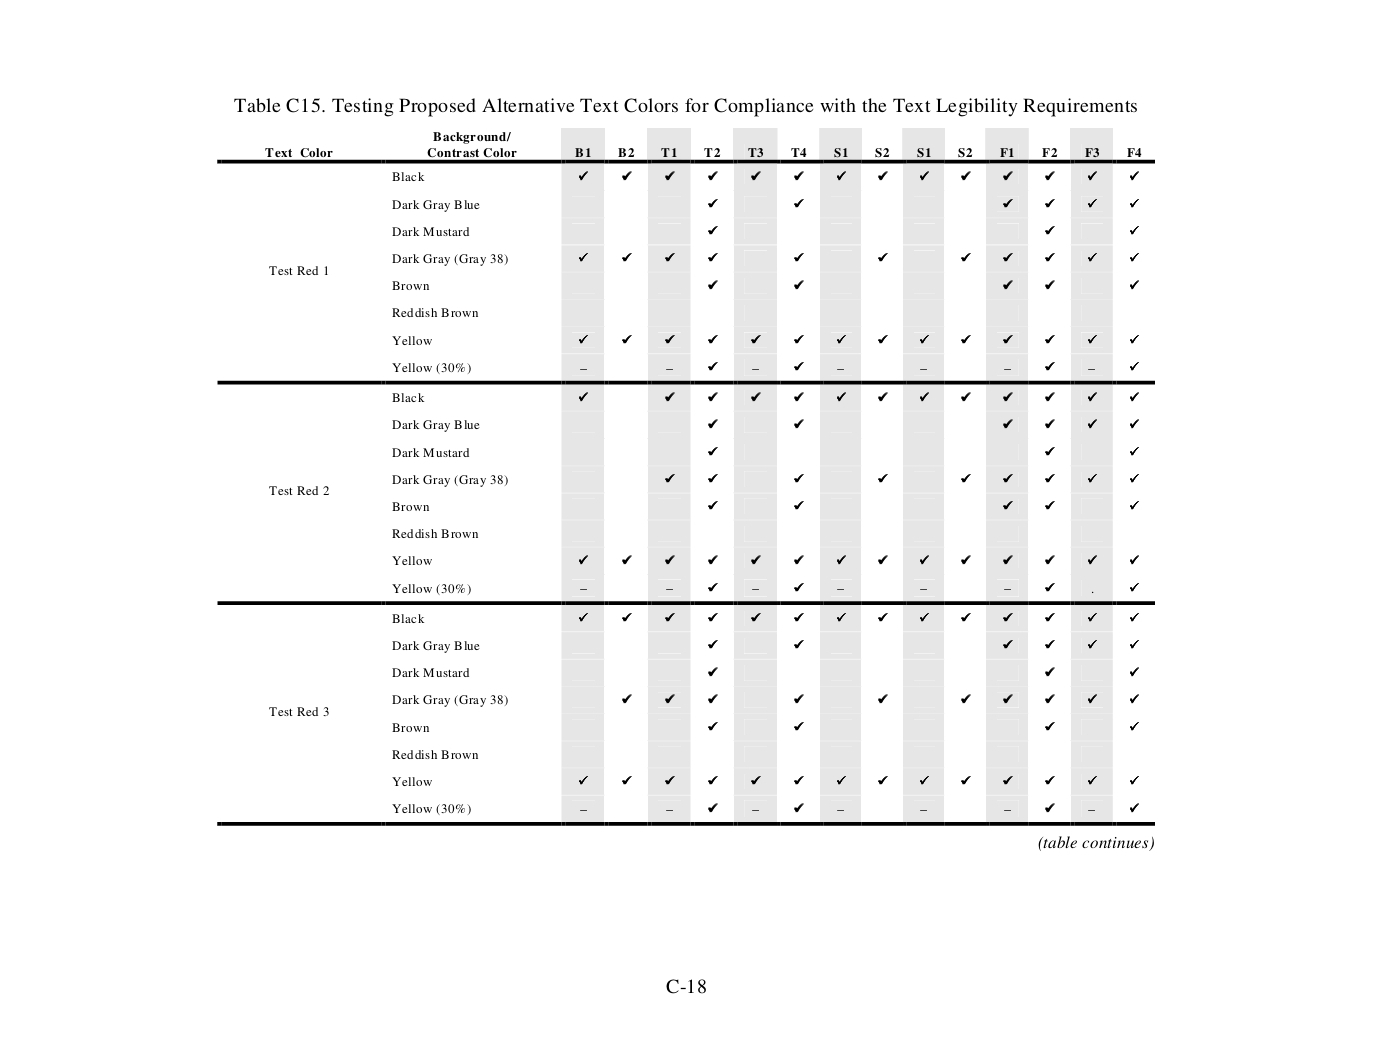 Table C15. Testing Proposed Alternative Text Colors for Compliance with the Text Legibility Requirements
Background/
Text Color Contrast Color B1 B2 T1 T2 T3 T4 S1 S2 S1 S2 F1 F2 F3 F4
Black ✔ ✔ ✔ ✔ ✔ ✔ ✔ ✔ ✔ ✔ ✔ ✔ ✔ ✔
Dark Gray Blue ✔ ✔ ✔ ✔ ✔ ✔
Dark Mustard ✔ ✔ ✔
Dark Gray (Gray 38) ✔ ✔ ✔ ✔ ✔ ✔ ✔ ✔ ✔ ✔ ✔
Test Red 1
Brown ✔ ✔ ✔ ✔ ✔
Reddish Brown
Yellow ✔ ✔ ✔ ✔ ✔ ✔ ✔ ✔ ✔ ✔ ✔ ✔ ✔ ✔
Yellow (30%) – – ✔ – ✔ – – – ✔ – ✔
Black ✔ ✔ ✔ ✔ ✔ ✔ ✔ ✔ ✔ ✔ ✔ ✔ ✔
Dark Gray Blue ✔ ✔ ✔ ✔ ✔ ✔
Dark Mustard ✔ ✔ ✔
Dark Gray (Gray 38) ✔ ✔ ✔ ✔ ✔ ✔ ✔ ✔ ✔
Test Red 2
Brown ✔ ✔ ✔ ✔ ✔
Reddish Brown
Yellow ✔ ✔ ✔ ✔ ✔ ✔ ✔ ✔ ✔ ✔ ✔ ✔ ✔ ✔
Yellow (30%) – – ✔ – ✔ – – – ✔ . ✔
Black ✔ ✔ ✔ ✔ ✔ ✔ ✔ ✔ ✔ ✔ ✔ ✔ ✔ ✔
Dark Gray Blue ✔ ✔ ✔ ✔ ✔ ✔
Dark Mustard ✔ ✔ ✔
Dark Gray (Gray 38) ✔ ✔ ✔ ✔ ✔ ✔ ✔ ✔ ✔ ✔
Test Red 3
Brown ✔ ✔ ✔ ✔
Reddish Brown
Yellow ✔ ✔ ✔ ✔ ✔ ✔ ✔ ✔ ✔ ✔ ✔ ✔ ✔ ✔
Yellow (30%) – – ✔ – ✔ – – – ✔ – ✔
(table continues)
C-18